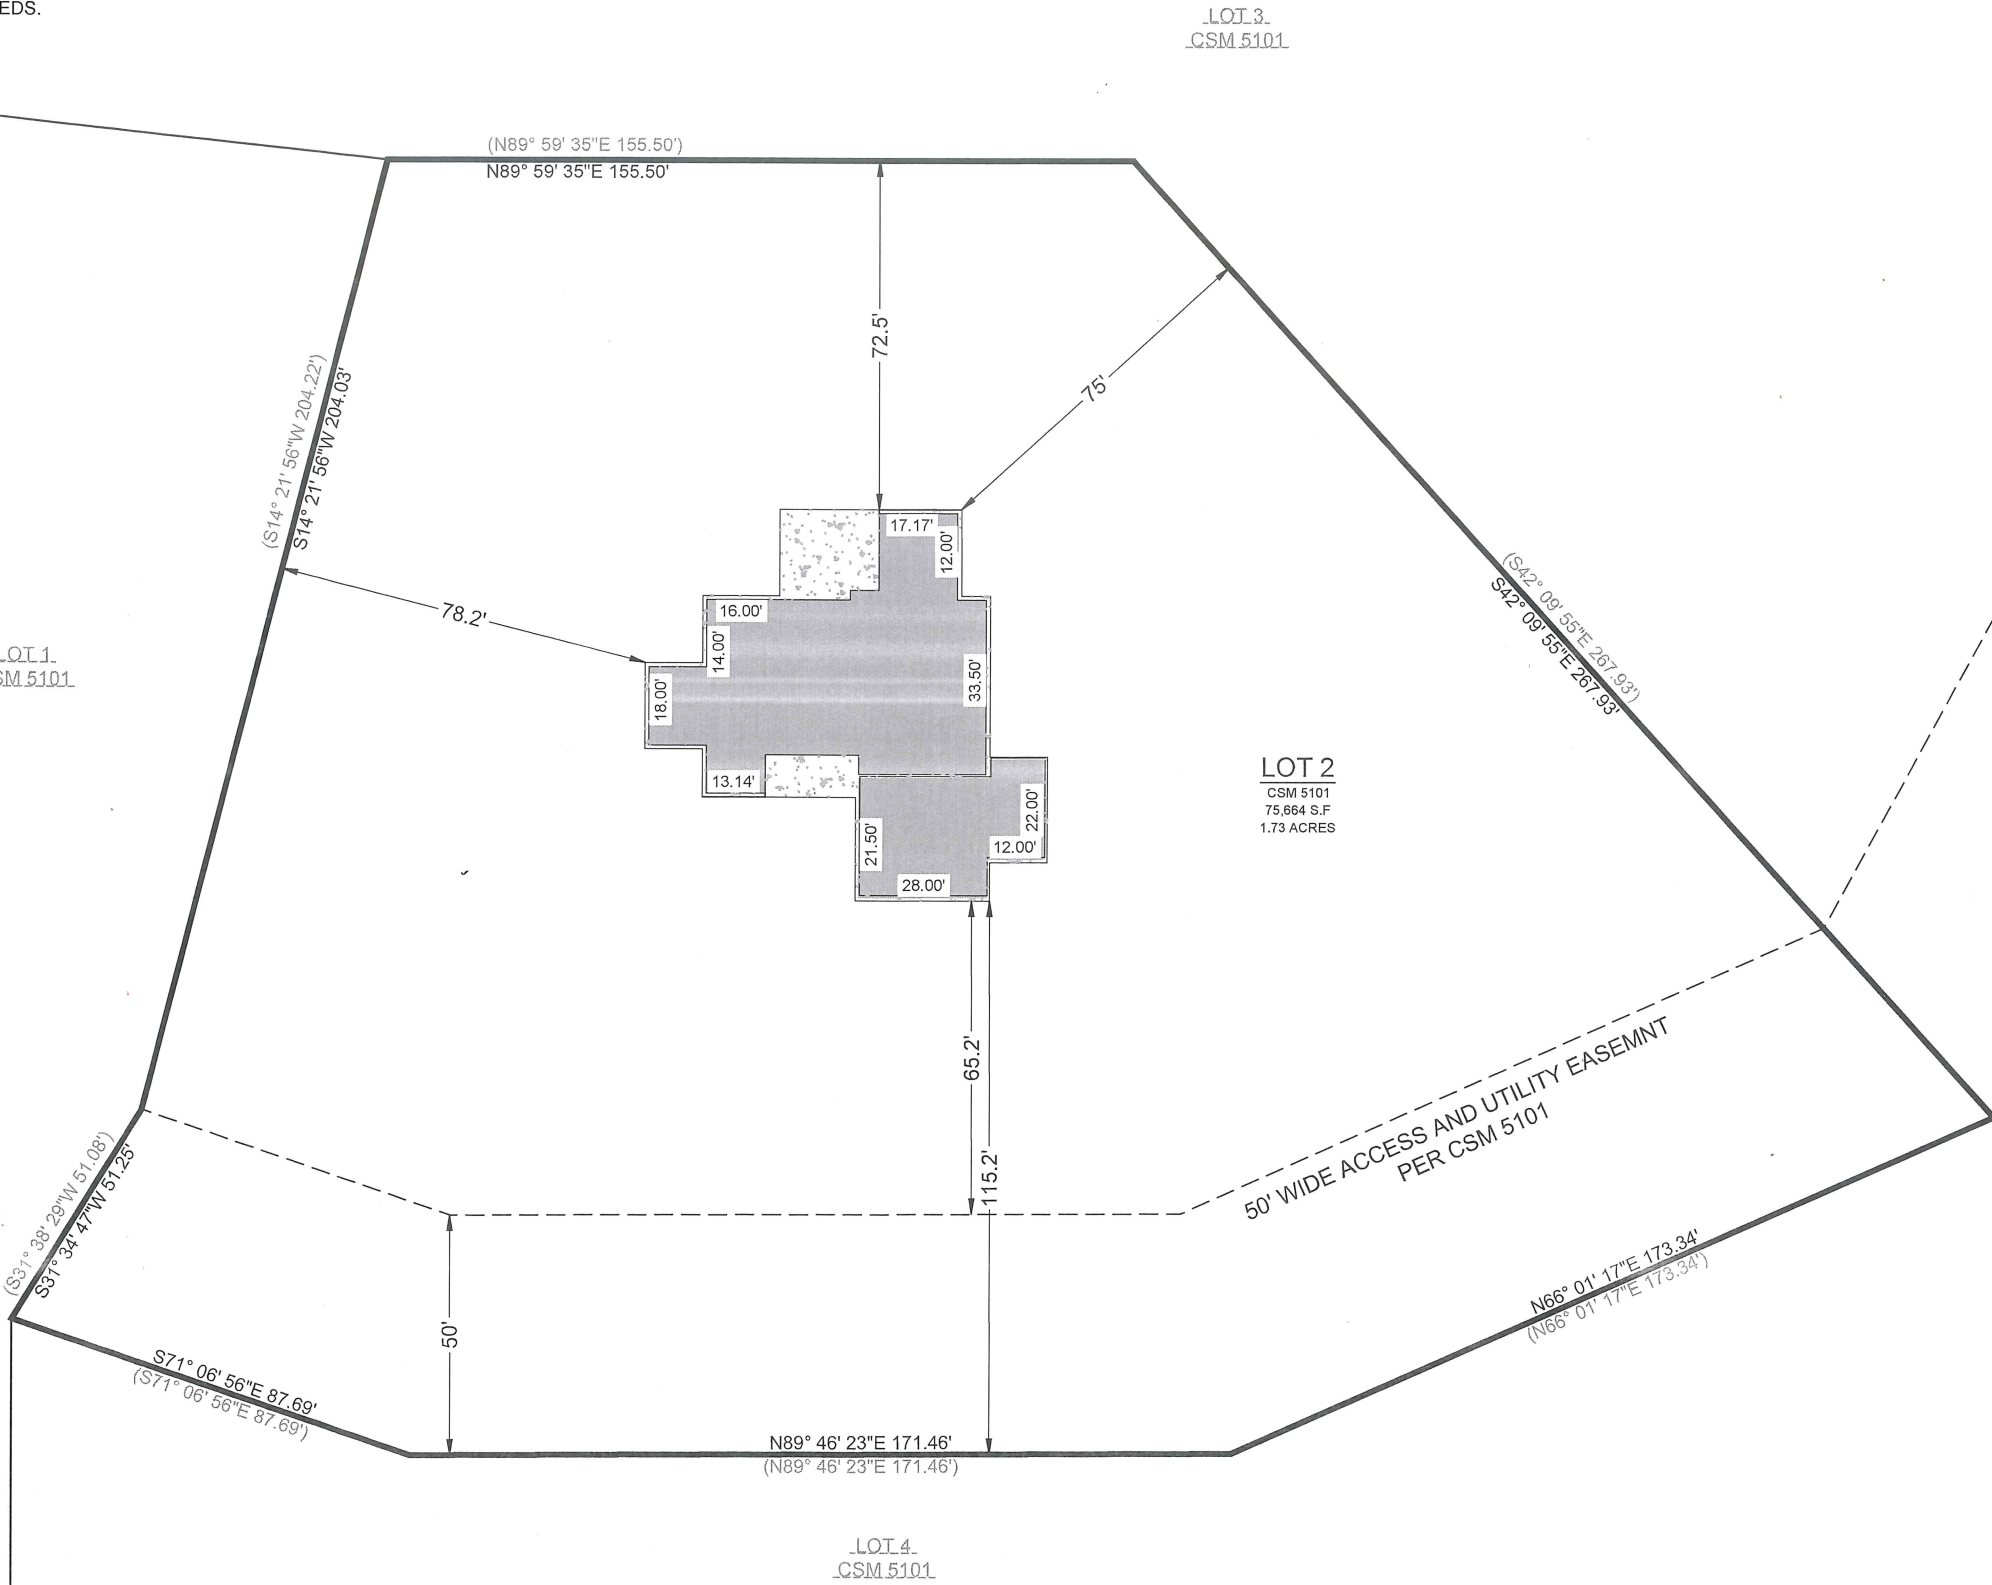 EDS.
LOT 3
CSM 5101
(N89° 59' 35"E 155.50')
N89° 59' 35"E 155.50'
72.5'
75'
(S14° 21' 56"W 204.22')
S14° 21' 56"W 204.03'
17.17'
12.00'
78.2'
16.00'
14.00'
18.00'
33.50'
13.14'
(S42° 09' 55"E 267.93')
S42° 09' 55"E 267.93'
OT 1
SM 5101
LOT 2
CSM 5101
75,664 S.F
1.73 ACRES
22.00'
21.50'
12.00'
28.00'
65.2'
115.2'
50' WIDE ACCESS AND UTILITY EASEMNT
PER CSM 5101
(S31° 38' 29"W 51.08')
S31° 34' 47"W 51.25'
50'
N66° 01' 17"E 173.34'
(N66° 01' 17"E 173.34')
S71° 06' 56"E 87.69'
(S71° 06' 56"E 87.69')
N89° 46' 23"E 171.46'
(N89° 46' 23"E 171.46')
LOT 4
CSM 5101